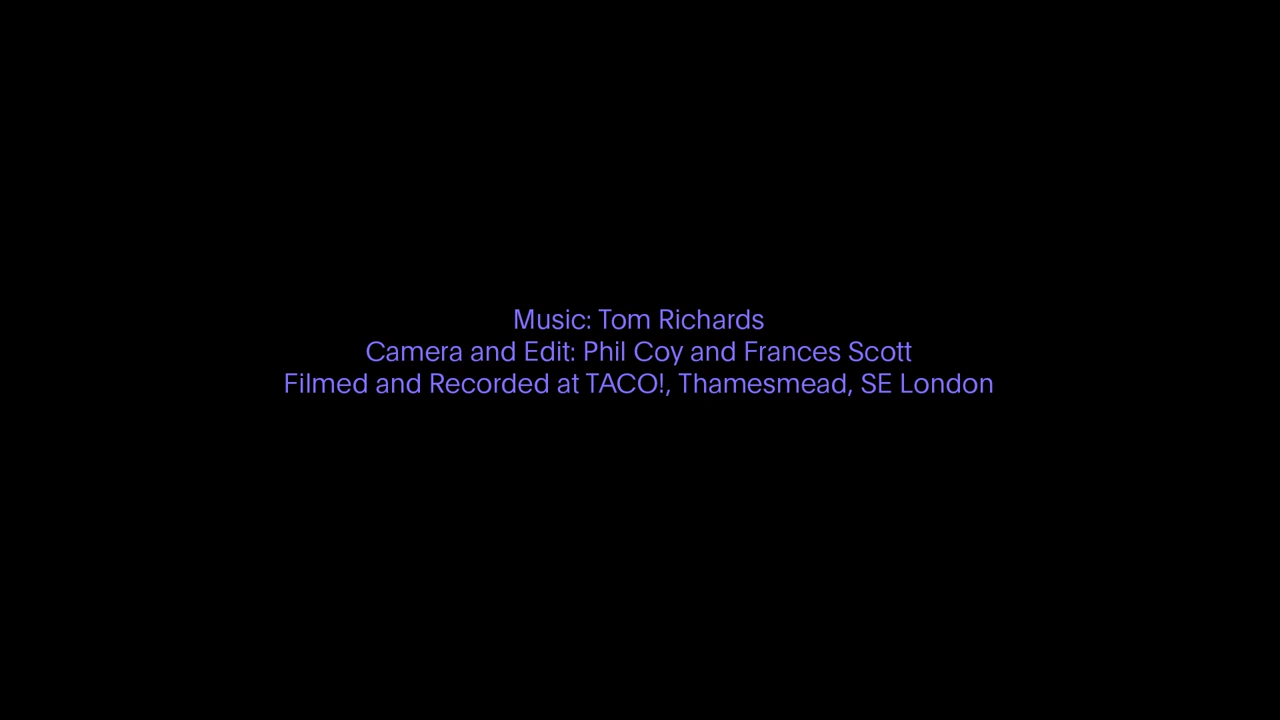 Music: Tom Richards
Camera and Edit: Phil Coy and Frances Scott
Filmed and Recorded at TACO!, Thamesmead, SE London